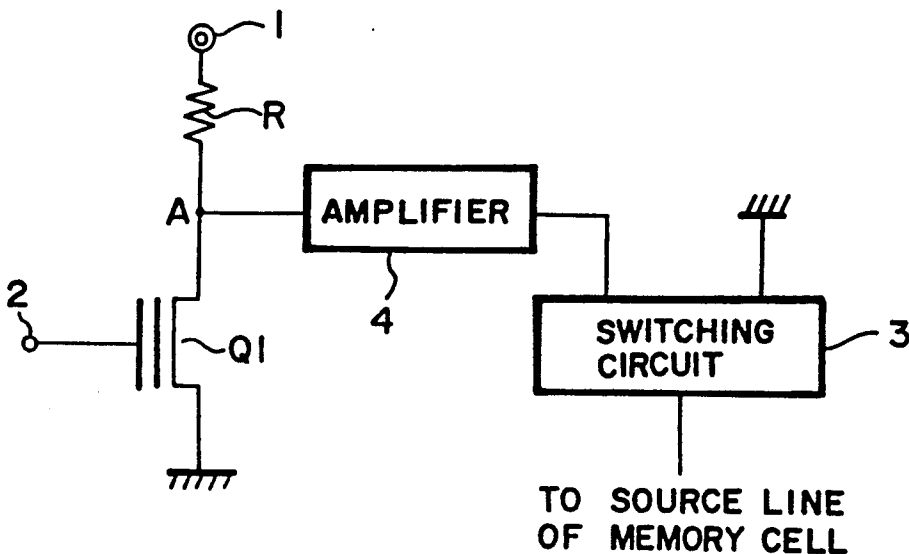 1
R
A
AMPLIFIER
2
4
Q1
SWITCHING
CIRCUIT
3
TO SOURCE LINE
OF MEMORY CELL